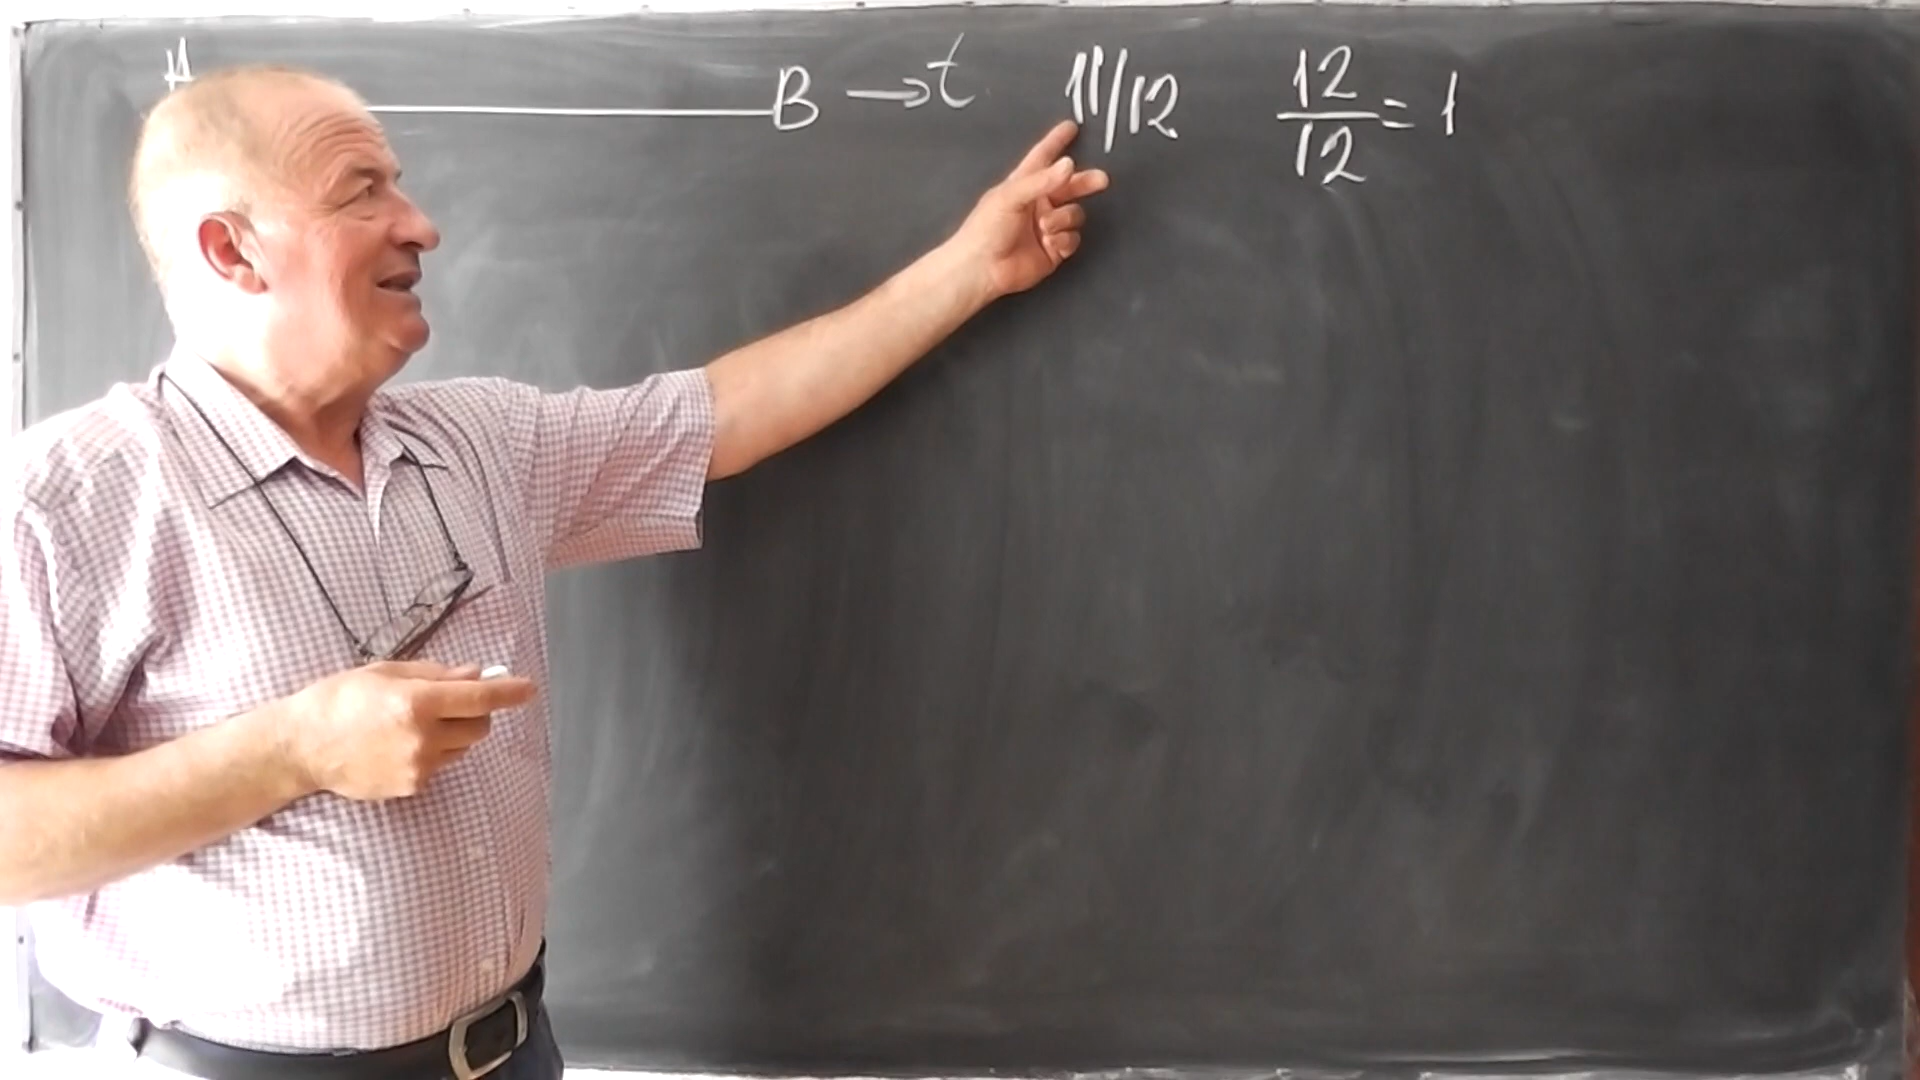 A B → t 11/12 12/12 = 1